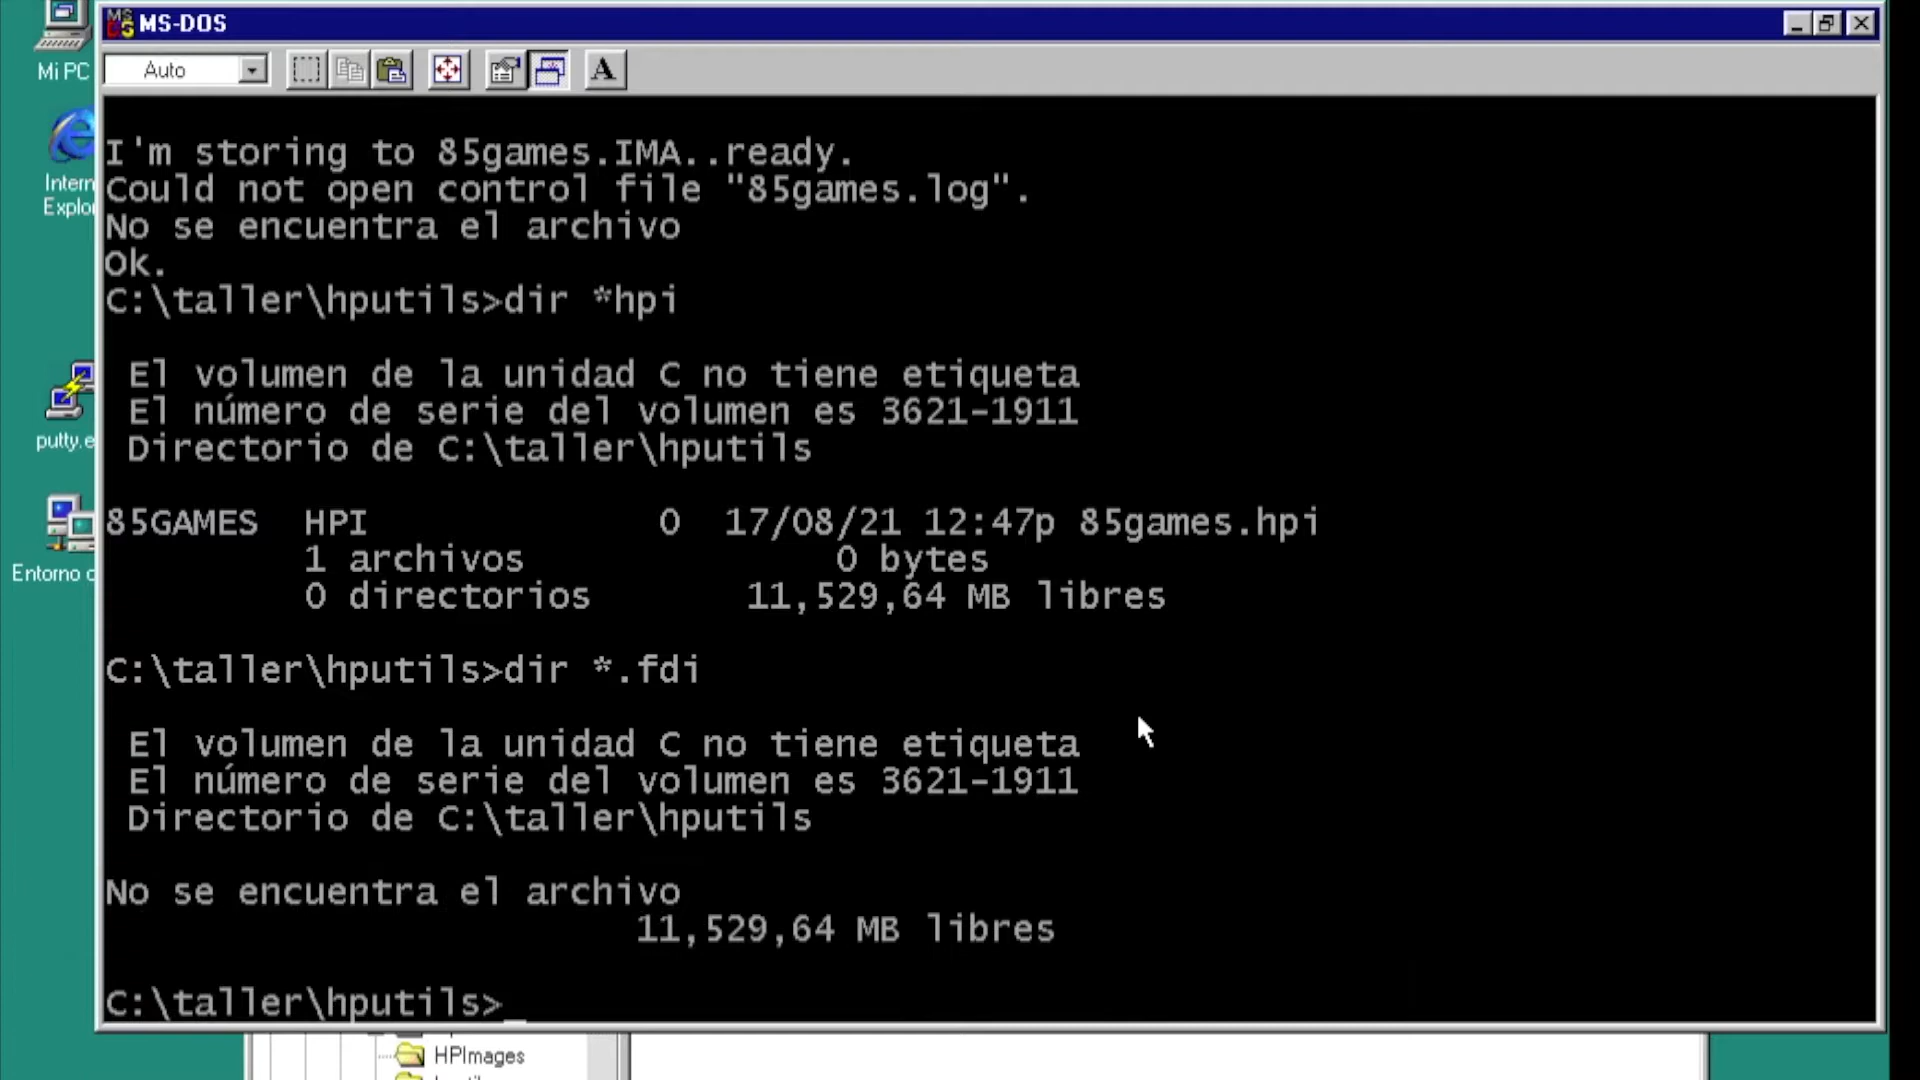 MS-DOS
Mi PC
Auto
A
Intern
Explor
putty.e
Entorno c
I'm storing to 85games.IMA..ready.
Could not open control file "85games.log".
No se encuentra el archivo
Ok.
C:\taller\hputils>dir *hpi
El volumen de la unidad C no tiene etiqueta
El número de serie del volumen es 3621-1911
Directorio de C:\taller\hputils
85GAMES HPI 0 17/08/21 12:47p 85games.hpi
1 archivos 0 bytes
0 directorios 11,529,64 MB libres
C:\taller\hputils>dir *.fdi
El volumen de la unidad C no tiene etiqueta
El número de serie del volumen es 3621-1911
Directorio de C:\taller\hputils
No se encuentra el archivo
11,529,64 MB libres
C:\taller\hputils>_
HPImages